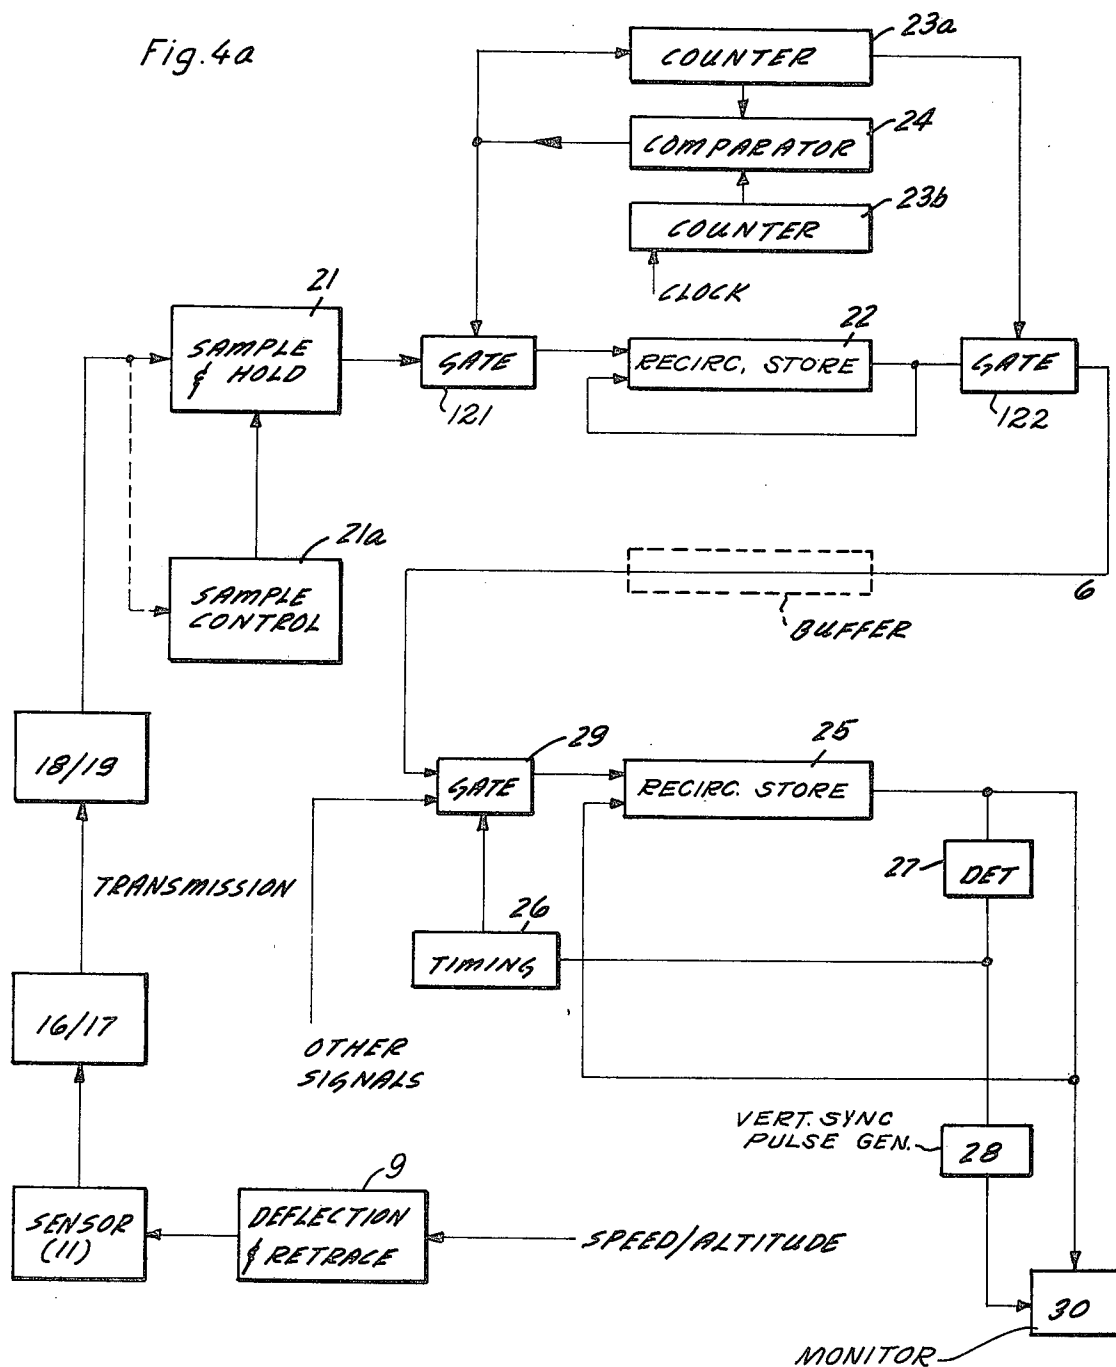 Fig. 4a
23a
COUNTER
24
COMPARATOR
23b
COUNTER
CLOCK
21
SAMPLE
& HOLD
GATE
121
22
RECIRC. STORE
GATE
122
21a
SAMPLE
CONTROL
6
BUFFER
18/19
29
GATE
25
RECIRC. STORE
27
DET
TRANSMISSION
26
TIMING
16/17
OTHER
SIGNALS
VERT. SYNC
PULSE GEN.
28
9
SENSOR
(11)
DEFLECTION
& RETRACE
SPEED/ALTITUDE
30
MONITOR